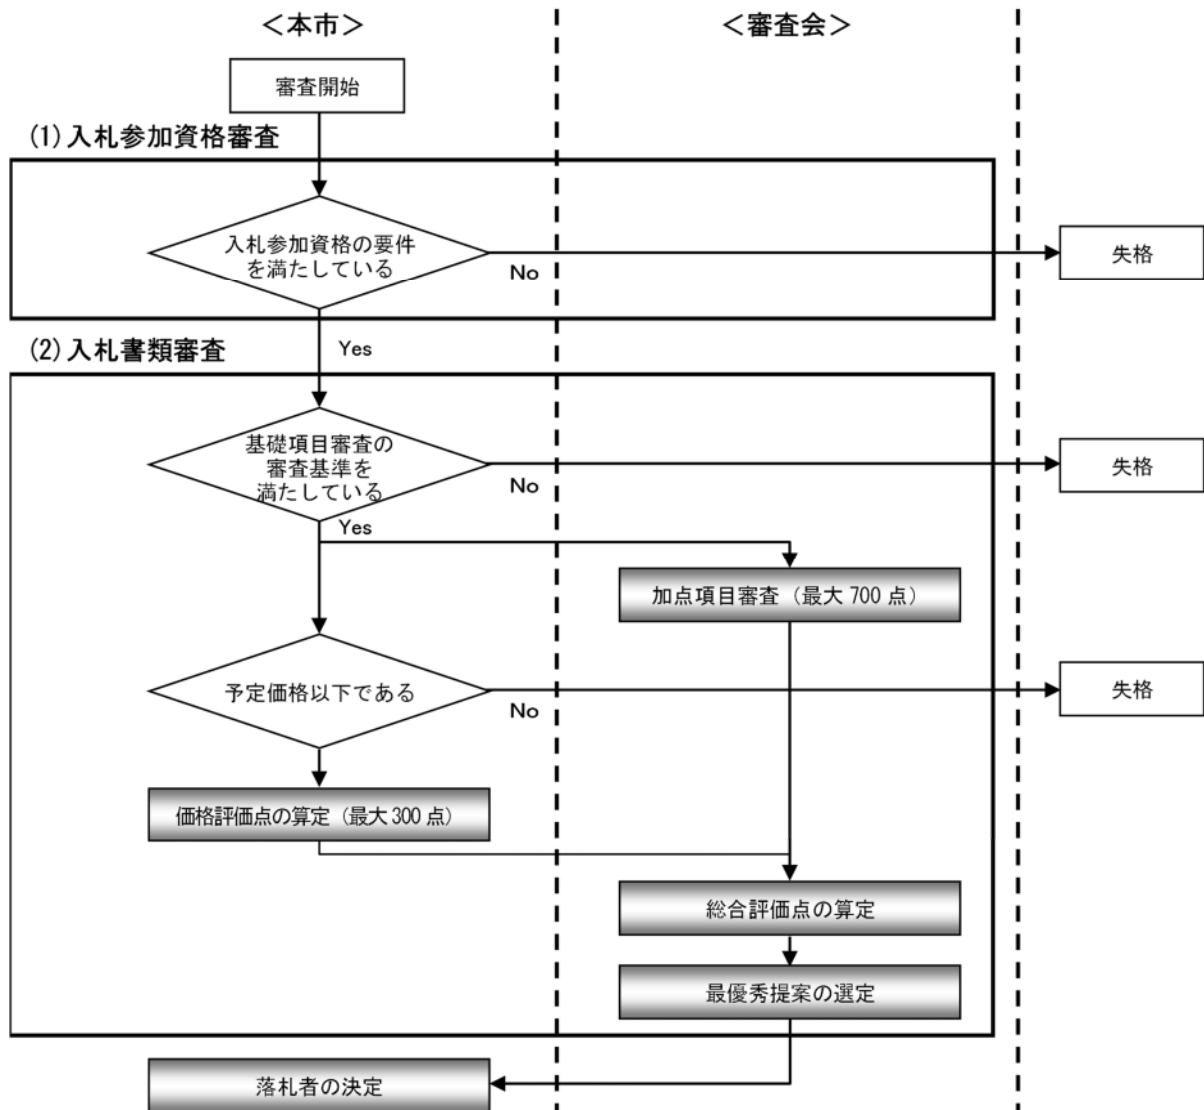 ＜本市＞
＜審査会＞
審査開始
(1) 入札参加資格審査
入札参加資格の要件
を満たしている
No
失格
Yes
(2) 入札書類審査
基礎項目審査の
審査基準を
満たしている
No
失格
Yes
加点項目審査（最大 700 点）
予定価格以下である
No
失格
価格評価点の算定（最大 300 点）
総合評価点の算定
最優秀提案の選定
落札者の決定